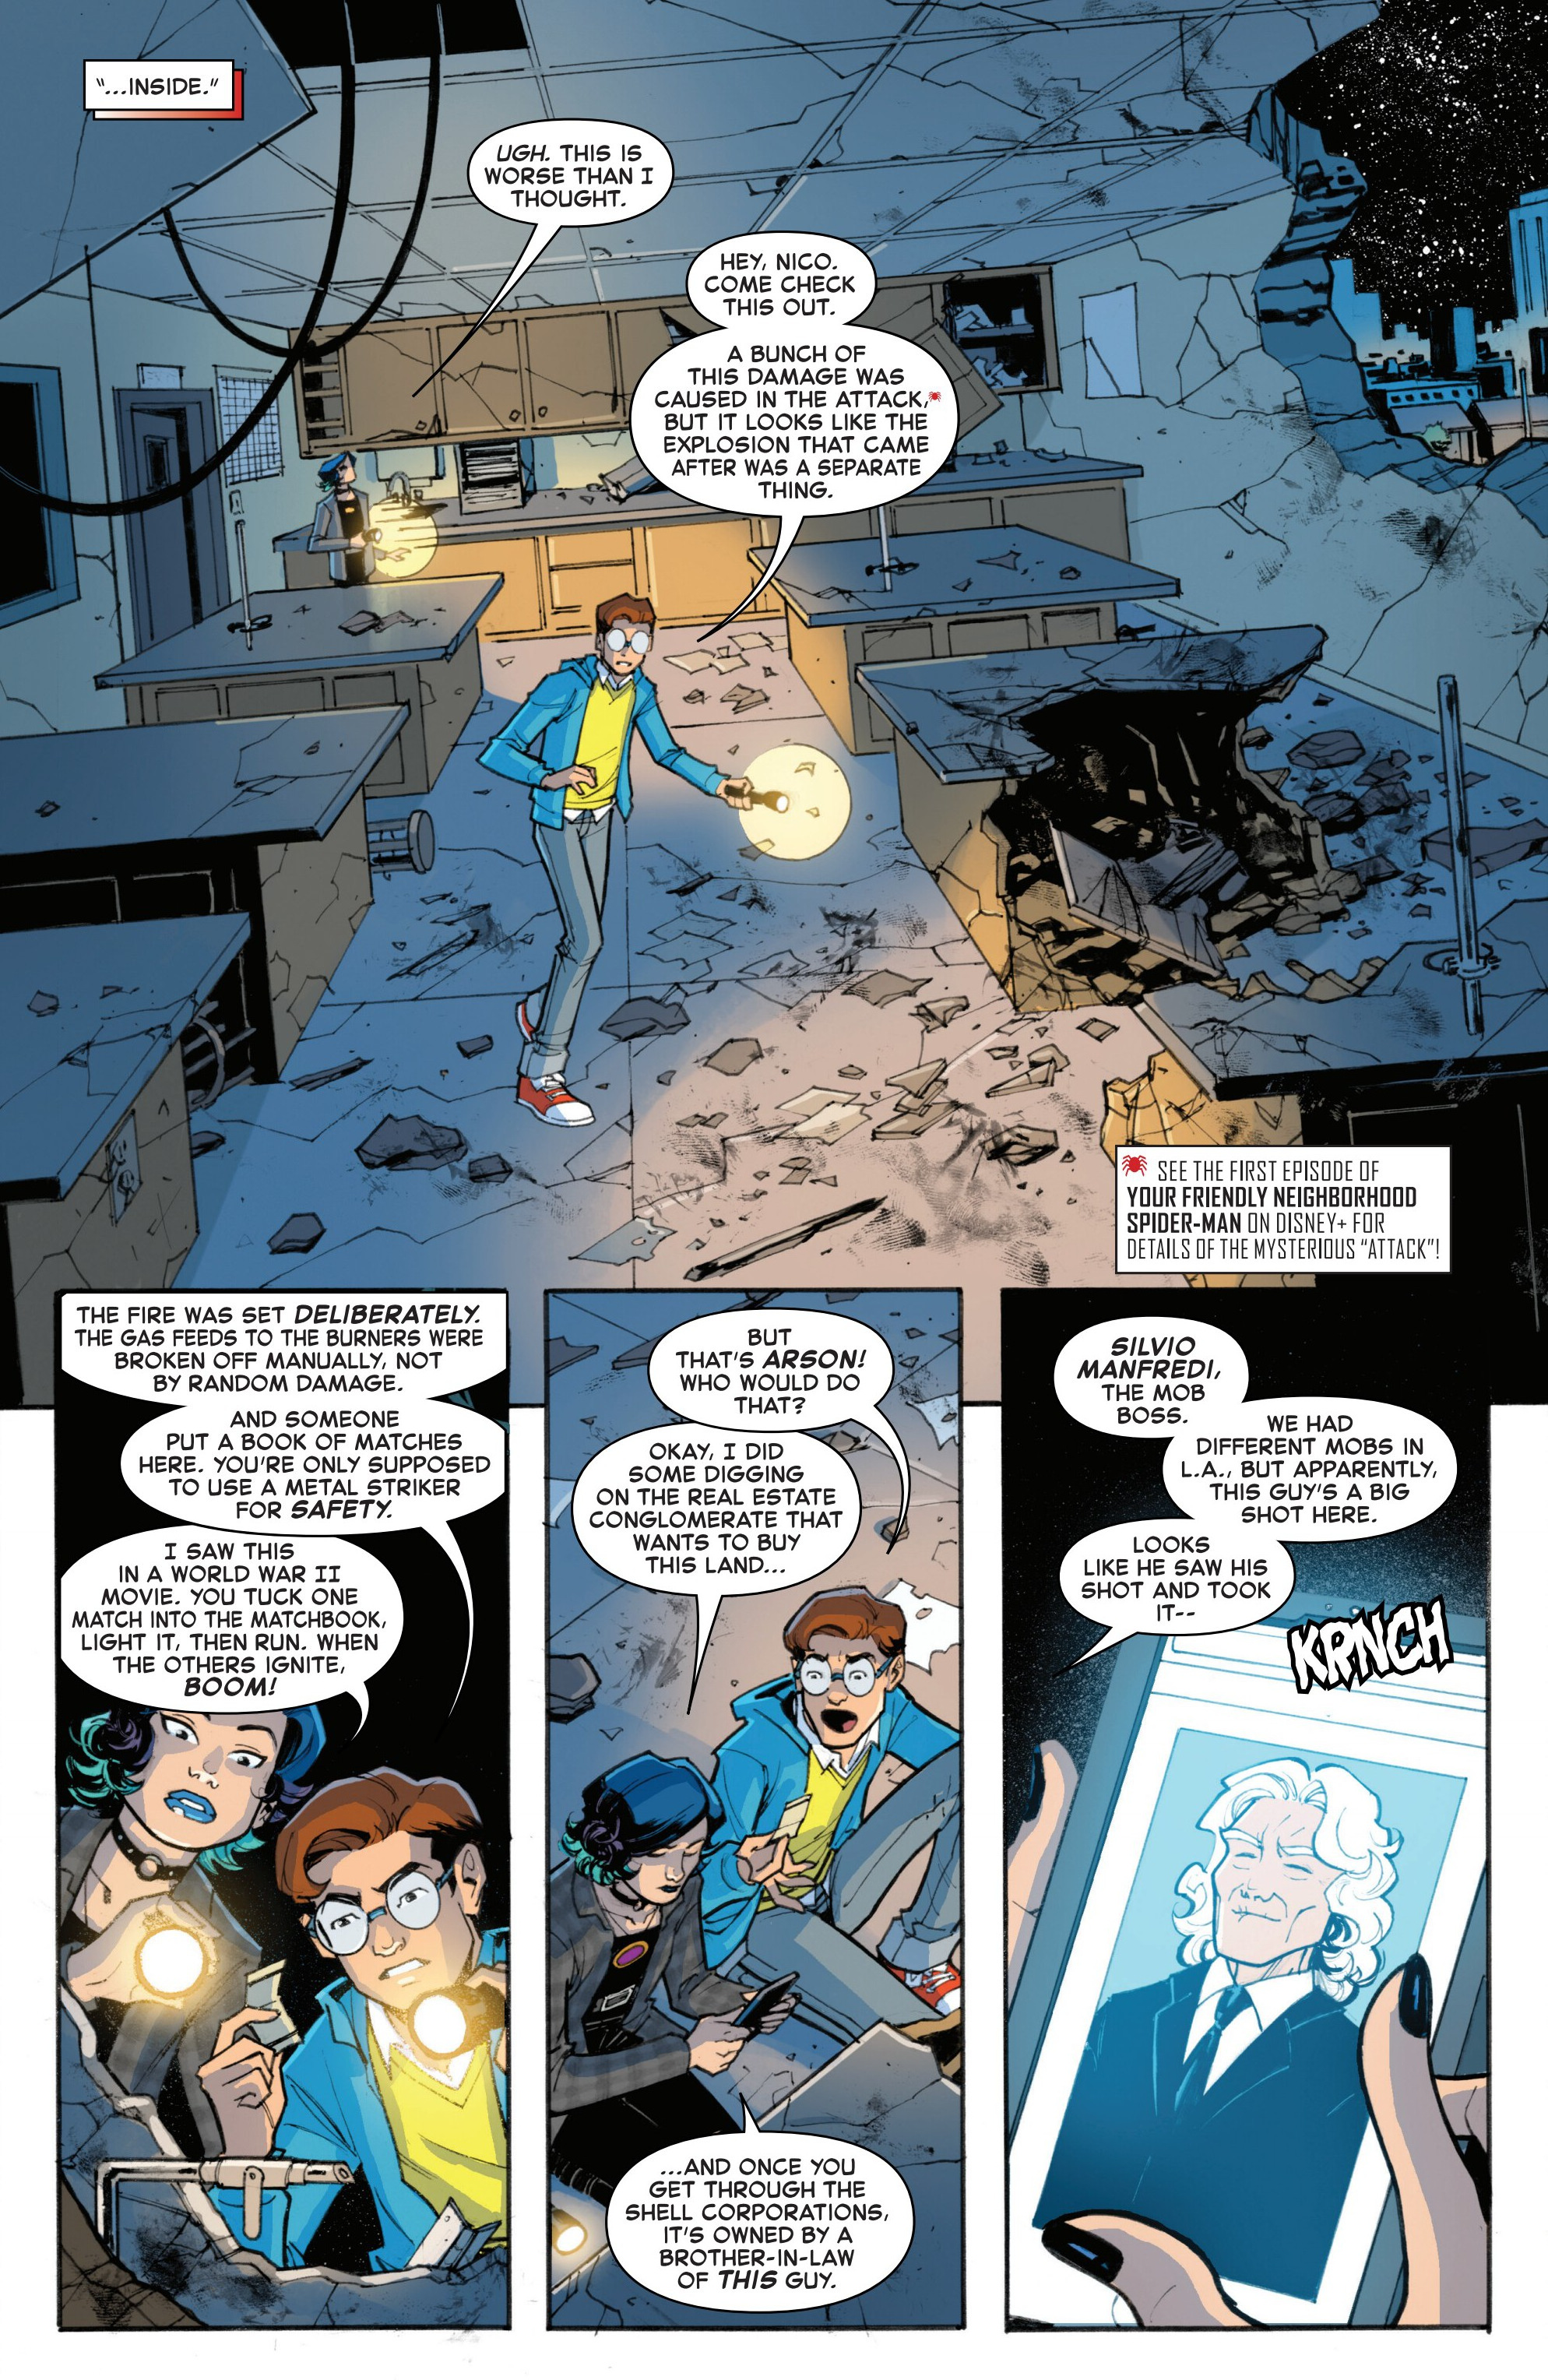 "...INSIDE."
UGH. THIS IS
WORSE THAN I
THOUGHT.
HEY, NICO.
COME CHECK
THIS OUT.
A BUNCH OF
THIS DAMAGE WAS
CAUSED IN THE ATTACK,
BUT IT LOOKS LIKE THE
EXPLOSION THAT CAME
AFTER WAS A SEPARATE
THING.
SEE THE FIRST EPISODE OF
YOUR FRIENDLY NEIGHBORHOOD
SPIDER-MAN ON DISNEY+ FOR
DETAILS OF THE MYSTERIOUS "ATTACK"!
THE FIRE WAS SET DELIBERATELY.
THE GAS FEEDS TO THE BURNERS WERE
BROKEN OFF MANUALLY, NOT
BY RANDOM DAMAGE.
AND SOMEONE
PUT A BOOK OF MATCHES
HERE. YOU'RE ONLY SUPPOSED
TO USE A METAL STRIKER
FOR SAFETY.
I SAW THIS
IN A WORLD WAR II
MOVIE. YOU TUCK ONE
MATCH INTO THE MATCHBOOK,
LIGHT IT, THEN RUN. WHEN
THE OTHERS IGNITE,
BOOM!
BUT
THAT'S ARSON!
WHO WOULD DO
THAT?
OKAY, I DID
SOME DIGGING
ON THE REAL ESTATE
CONGLOMERATE THAT
WANTS TO BUY
THIS LAND...
...AND ONCE YOU
GET THROUGH THE
SHELL CORPORATIONS,
IT'S OWNED BY A
BROTHER-IN-LAW
OF THIS GUY.
SILVIO
MANFREDI,
THE MOB
BOSS.
WE HAD
DIFFERENT MOBS IN
L.A., BUT APPARENTLY,
THIS GUY'S A BIG
SHOT HERE.
LOOKS
LIKE HE SAW HIS
SHOT AND TOOK
IT--
KRNCH